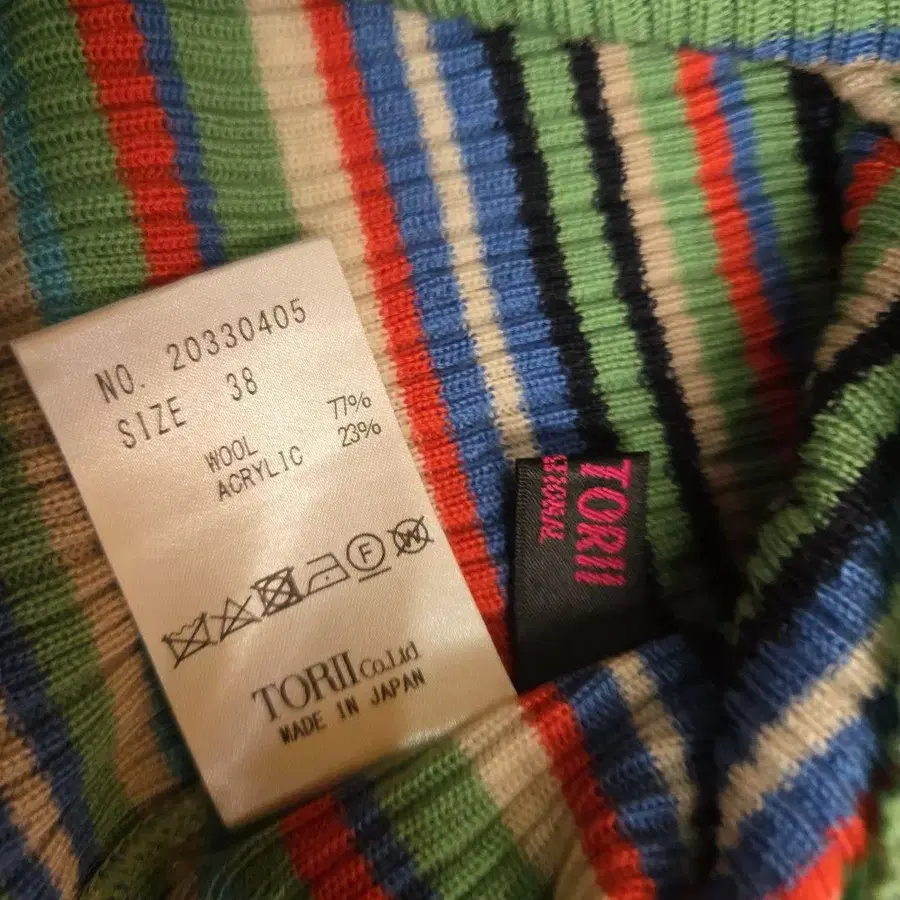 NO. 20330405
SIZE 38
WOOL 77%
ACRYLIC 23%
F
W
TORII Co.Ltd
MADE IN JAPAN
TORII